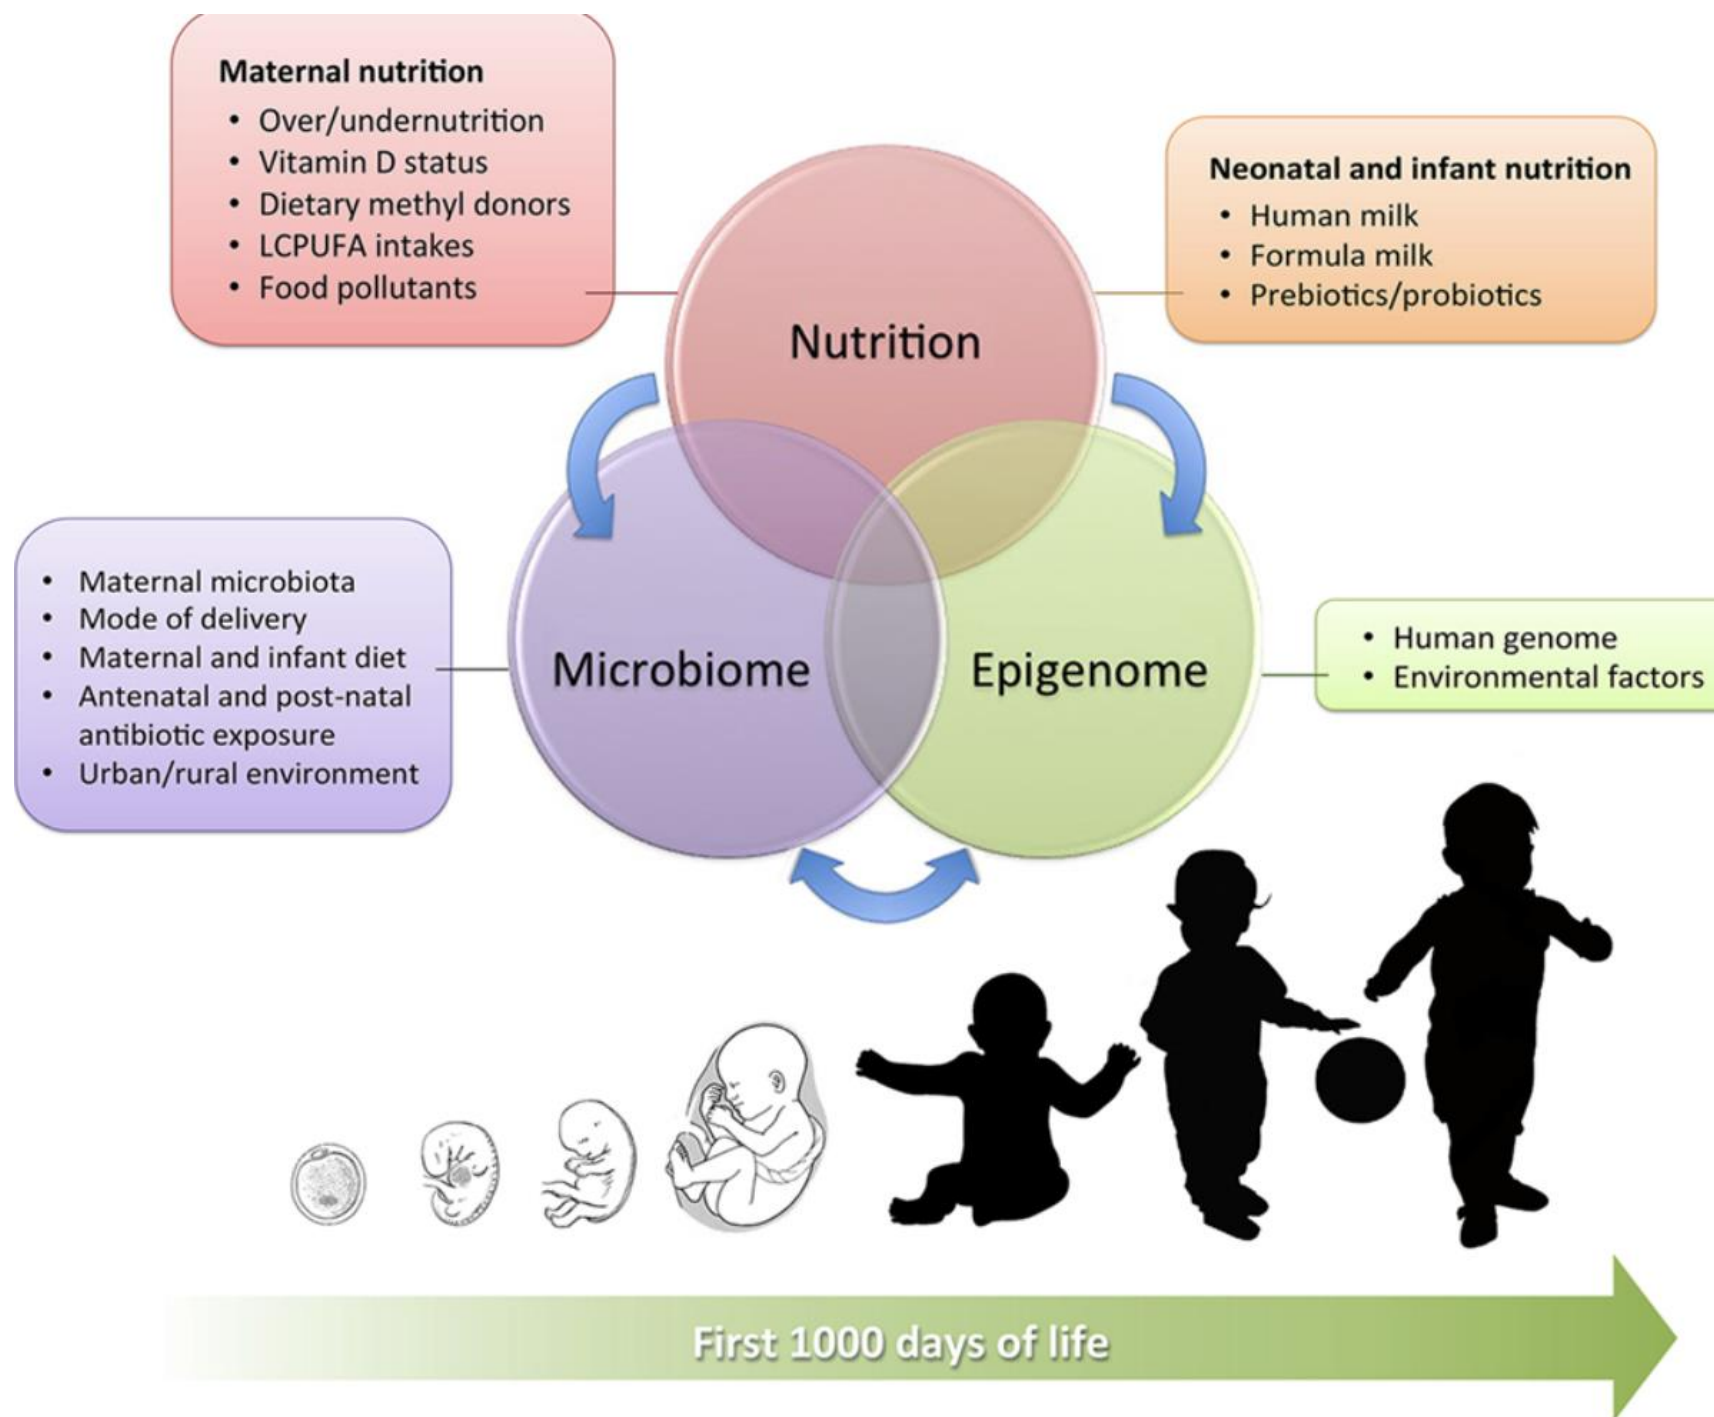 Maternal nutrition
• Over/undernutrition
• Vitamin D status
• Dietary methyl donors
• LCPUFA intakes
• Food pollutants
Neonatal and infant nutrition
• Human milk
• Formula milk
• Prebiotics/probiotics
Nutrition
• Maternal microbiota
• Mode of delivery
• Maternal and infant diet
• Antenatal and post-natal
antibiotic exposure
• Urban/rural environment
Microbiome
Epigenome
• Human genome
• Environmental factors
First 1000 days of life